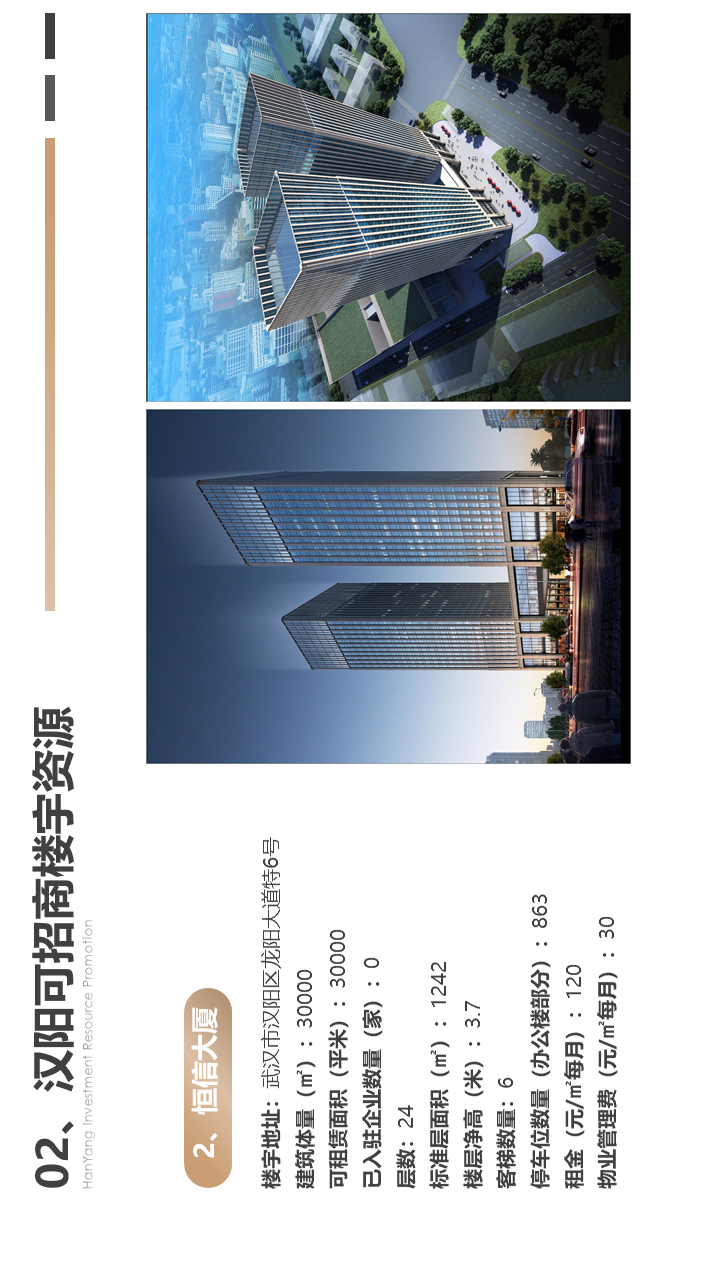 02、汉阳可招商楼宇资源
HanYang Investment Resource Promotion
2、恒信大厦
楼宇地址：武汉市汉阳区龙阳大道特6号
建筑体量（㎡）：30000
可租赁面积（平米）：30000
已入驻企业数量（家）：0
层数：24
标准层面积（㎡）：1242
楼层净高（米）：3.7
客梯数量：6
停车位数量（办公楼部分）：863
租金（元/㎡每月）：120
物业管理费（元/㎡每月）：30